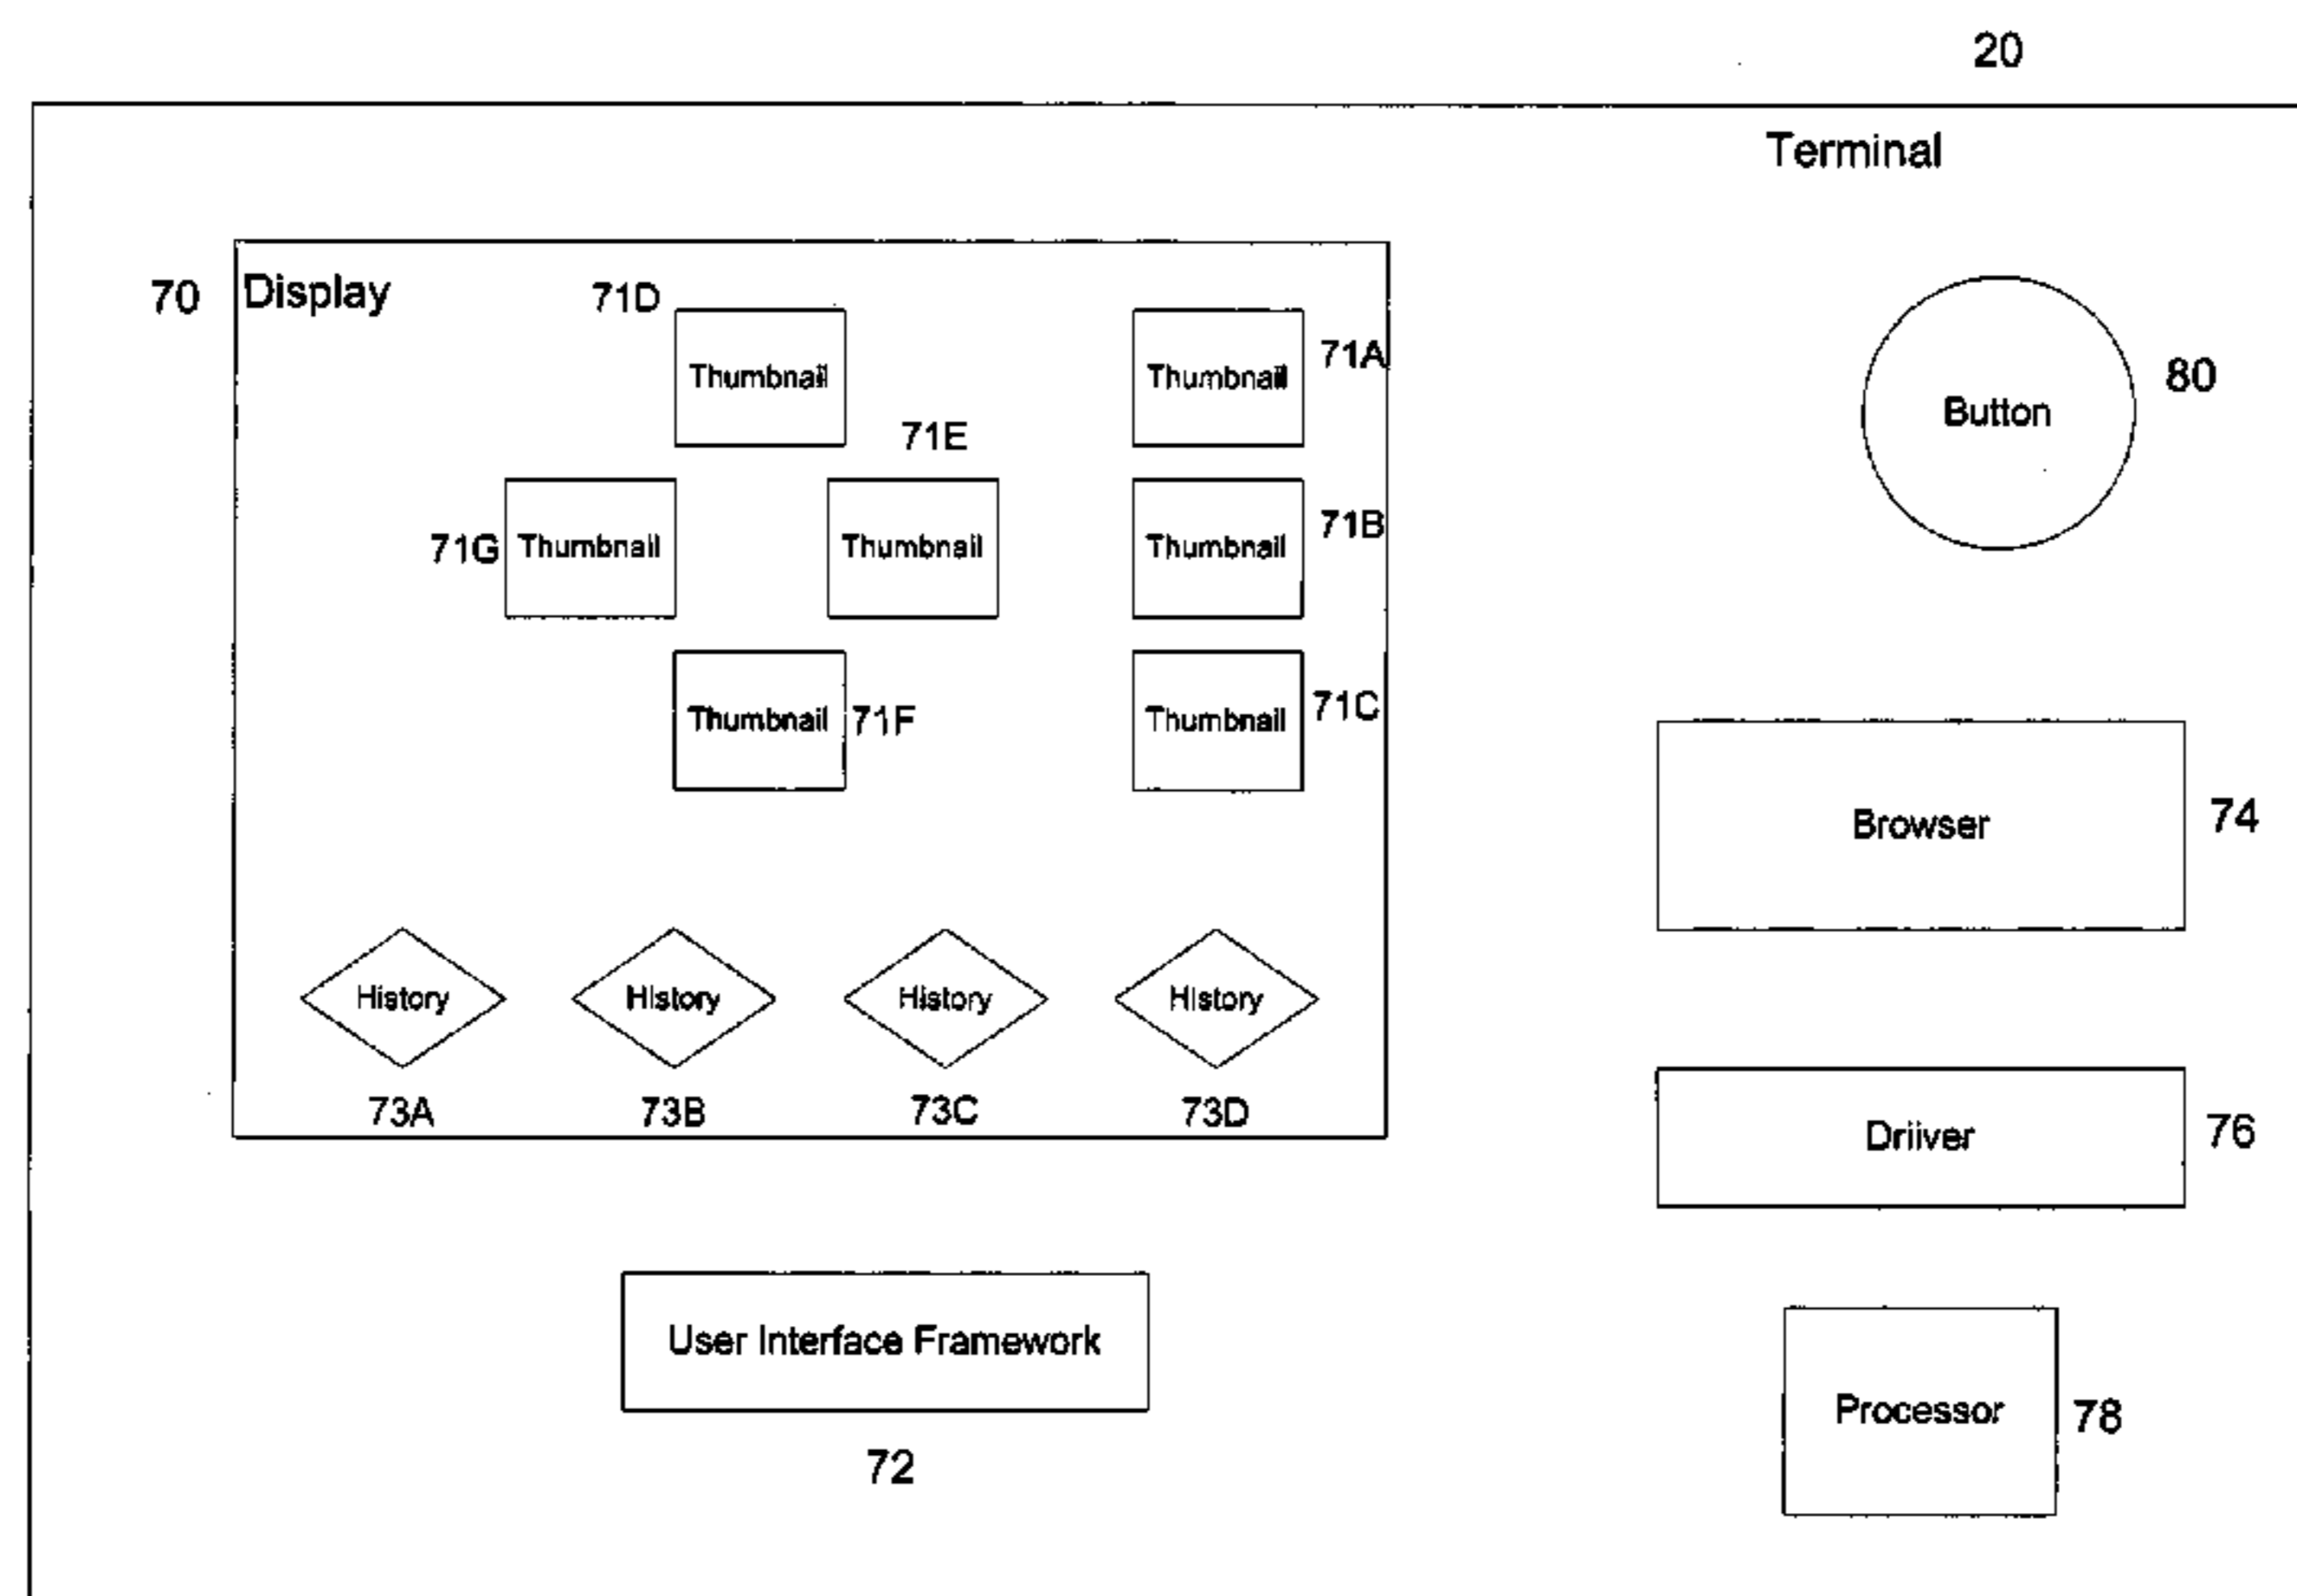 20
Terminal
70
Display
71D
Thumbnail
Thumbnail
71A
80
Button
71E
71G
Thumbnail
Thumbnail
Thumbnail
71B
Thumbnail
71F
Thumbnail
71C
Browser
74
History
History
History
History
73A
73B
73C
73D
Driiver
76
User Interface Framework
72
Processor
78